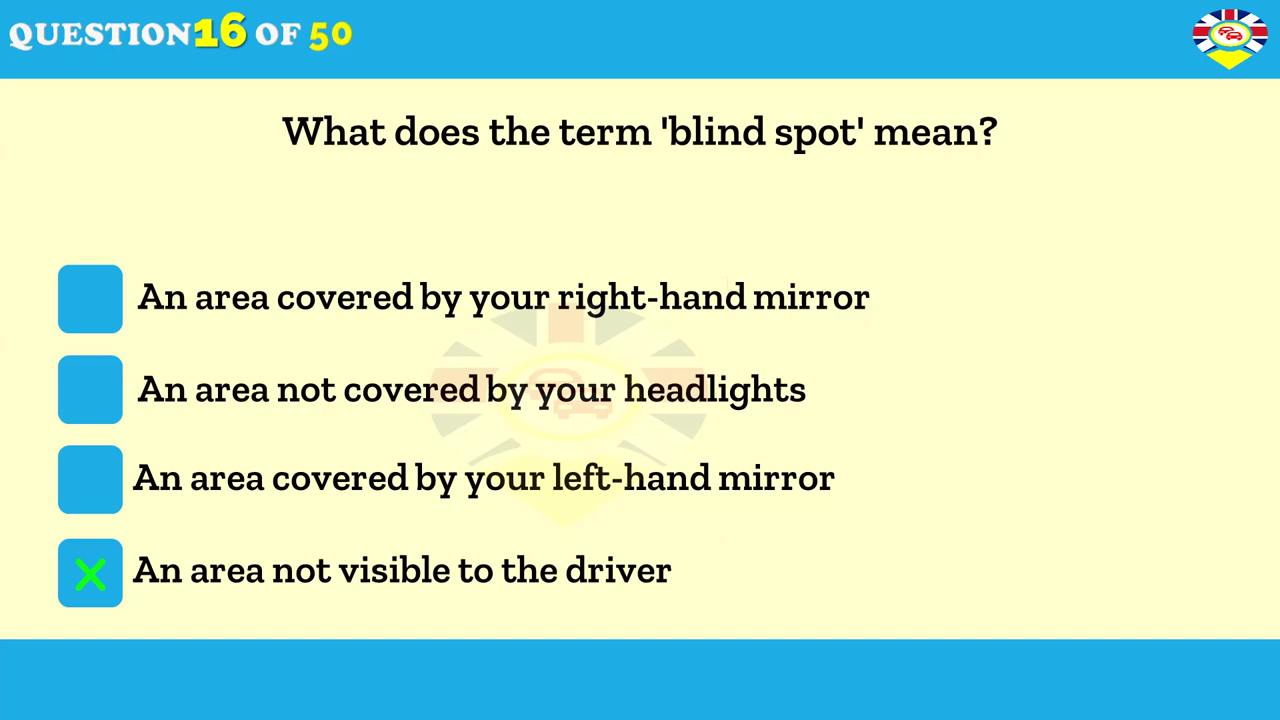 QUESTION 16 OF 50
What does the term 'blind spot' mean?
An area covered by your right-hand mirror
An area not covered by your headlights
An area covered by your left-hand mirror
An area not visible to the driver